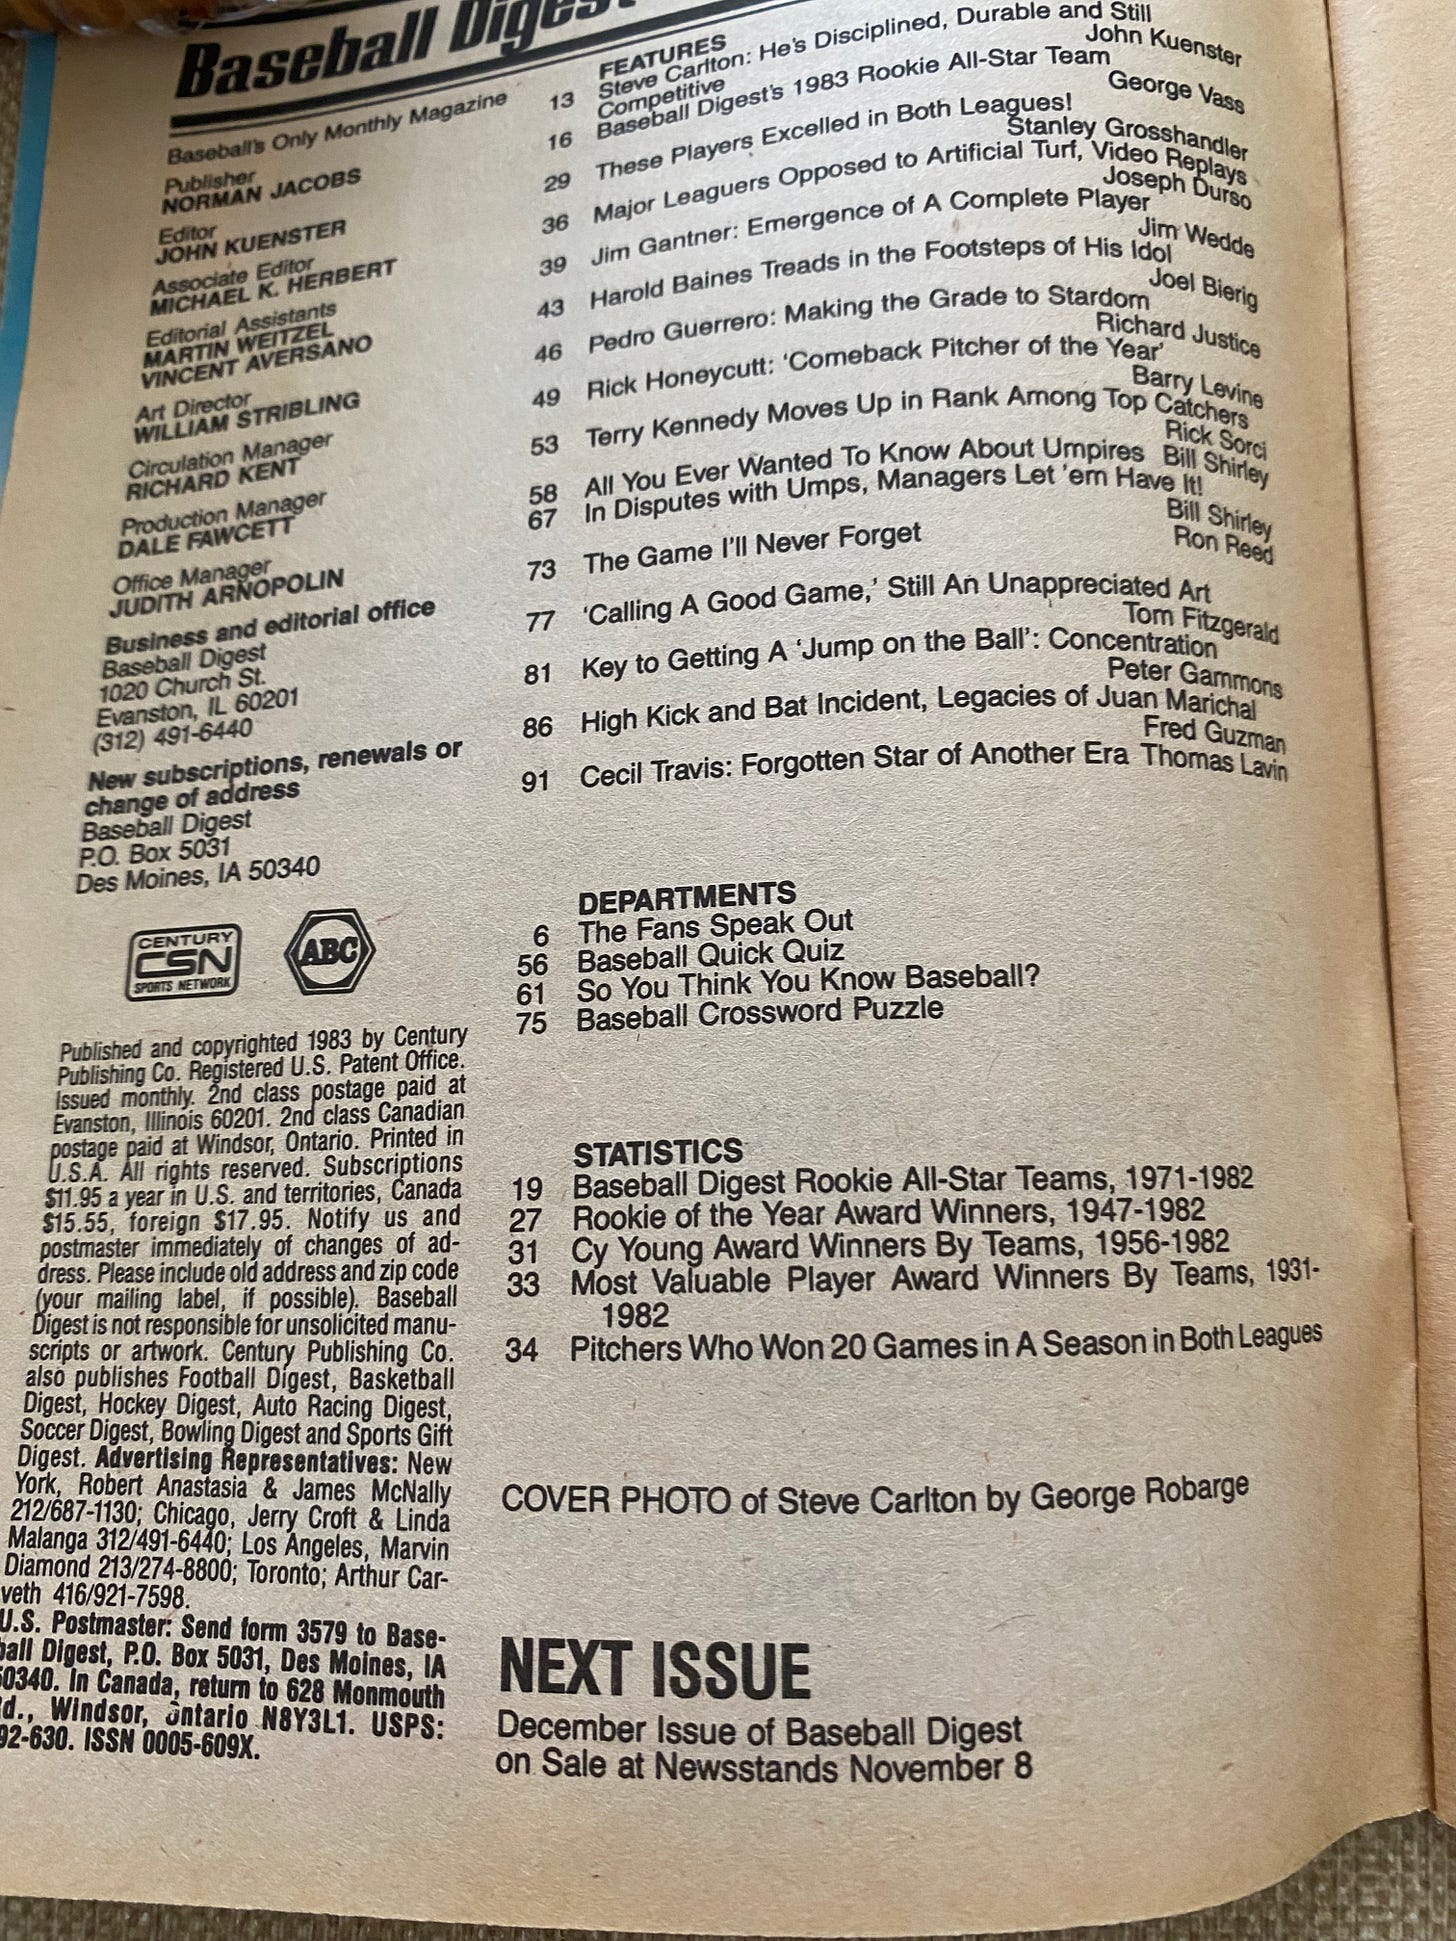 Baseball Digest
Baseball's Only Monthly Magazine
Publisher
NORMAN JACOBS
Editor
JOHN KUENSTER
Associate Editor
MICHAEL K. HERBERT
Editorial Assistants
MARTIN WEITZEL
VINCENT AVERSANO
Art Director
WILLIAM STRIBLING
Circulation Manager
RICHARD KENT
Production Manager
DALE FAWCETT
Office Manager
JUDITH ARNOPOLIN
Business and editorial office
Baseball Digest
1020 Church St.
Evanston, IL 60201
(312) 491-6440
New subscriptions, renewals or
change of address
Baseball Digest
P.O. Box 5031
Des Moines, IA 50340
CENTURY
CSN
SPORTS NETWORK
ABC
Published and copyrighted 1983 by Century
Publishing Co. Registered U.S. Patent Office.
Issued monthly. 2nd class postage paid at
Evanston, Illinois 60201. 2nd class Canadian
postage paid at Windsor, Ontario. Printed in
U.S.A. All rights reserved. Subscriptions
$11.95 a year in U.S. and territories, Canada
$15.55, foreign $17.95. Notify us and
postmaster immediately of changes of ad-
dress. Please include old address and zip code
(your mailing label, if possible). Baseball
Digest is not responsible for unsolicited manu-
scripts or artwork. Century Publishing Co.
also publishes Football Digest, Basketball
Digest, Hockey Digest, Auto Racing Digest,
Soccer Digest, Bowling Digest and Sports Gift
Digest. Advertising Representatives: New
York, Robert Anastasia & James McNally
212/687-1130; Chicago, Jerry Croft & Linda
Malanga 312/491-6440; Los Angeles, Marvin
Diamond 213/274-8800; Toronto; Arthur Car-
veth 416/921-7598.
U.S. Postmaster: Send form 3579 to Base-
ball Digest, P.O. Box 5031, Des Moines, IA
50340. In Canada, return to 628 Monmouth
d., Windsor, Ontario N8Y3L1. USPS:
92-630. ISSN 0005-609X.
FEATURES
13 Steve Carlton: He's Disciplined, Durable and Still
Competitive John Kuenster
16 Baseball Digest's 1983 Rookie All-Star Team
George Vass
29 These Players Excelled in Both Leagues!
Stanley Grosshandler
36 Major Leaguers Opposed to Artificial Turf, Video Replays
Joseph Durso
39 Jim Gantner: Emergence of A Complete Player
Jim Wedde
43 Harold Baines Treads in the Footsteps of His Idol
Joel Bierig
46 Pedro Guerrero: Making the Grade to Stardom
Richard Justice
49 Rick Honeycutt: 'Comeback Pitcher of the Year'
Barry Levine
53 Terry Kennedy Moves Up in Rank Among Top Catchers
Rick Sorci
58 All You Ever Wanted To Know About Umpires Bill Shirley
67 In Disputes with Umps, Managers Let 'em Have It!
Bill Shirley
73 The Game I'll Never Forget Ron Reed
77 'Calling A Good Game,' Still An Unappreciated Art
Tom Fitzgerald
81 Key to Getting A 'Jump on the Ball': Concentration
Peter Gammons
86 High Kick and Bat Incident, Legacies of Juan Marichal
Fred Guzman
91 Cecil Travis: Forgotten Star of Another Era Thomas Lavin
DEPARTMENTS
6 The Fans Speak Out
56 Baseball Quick Quiz
61 So You Think You Know Baseball?
75 Baseball Crossword Puzzle
STATISTICS
19 Baseball Digest Rookie All-Star Teams, 1971-1982
27 Rookie of the Year Award Winners, 1947-1982
31 Cy Young Award Winners By Teams, 1956-1982
33 Most Valuable Player Award Winners By Teams, 1931-
1982
34 Pitchers Who Won 20 Games in A Season in Both Leagues
COVER PHOTO of Steve Carlton by George Robarge
NEXT ISSUE
December Issue of Baseball Digest
on Sale at Newsstands November 8